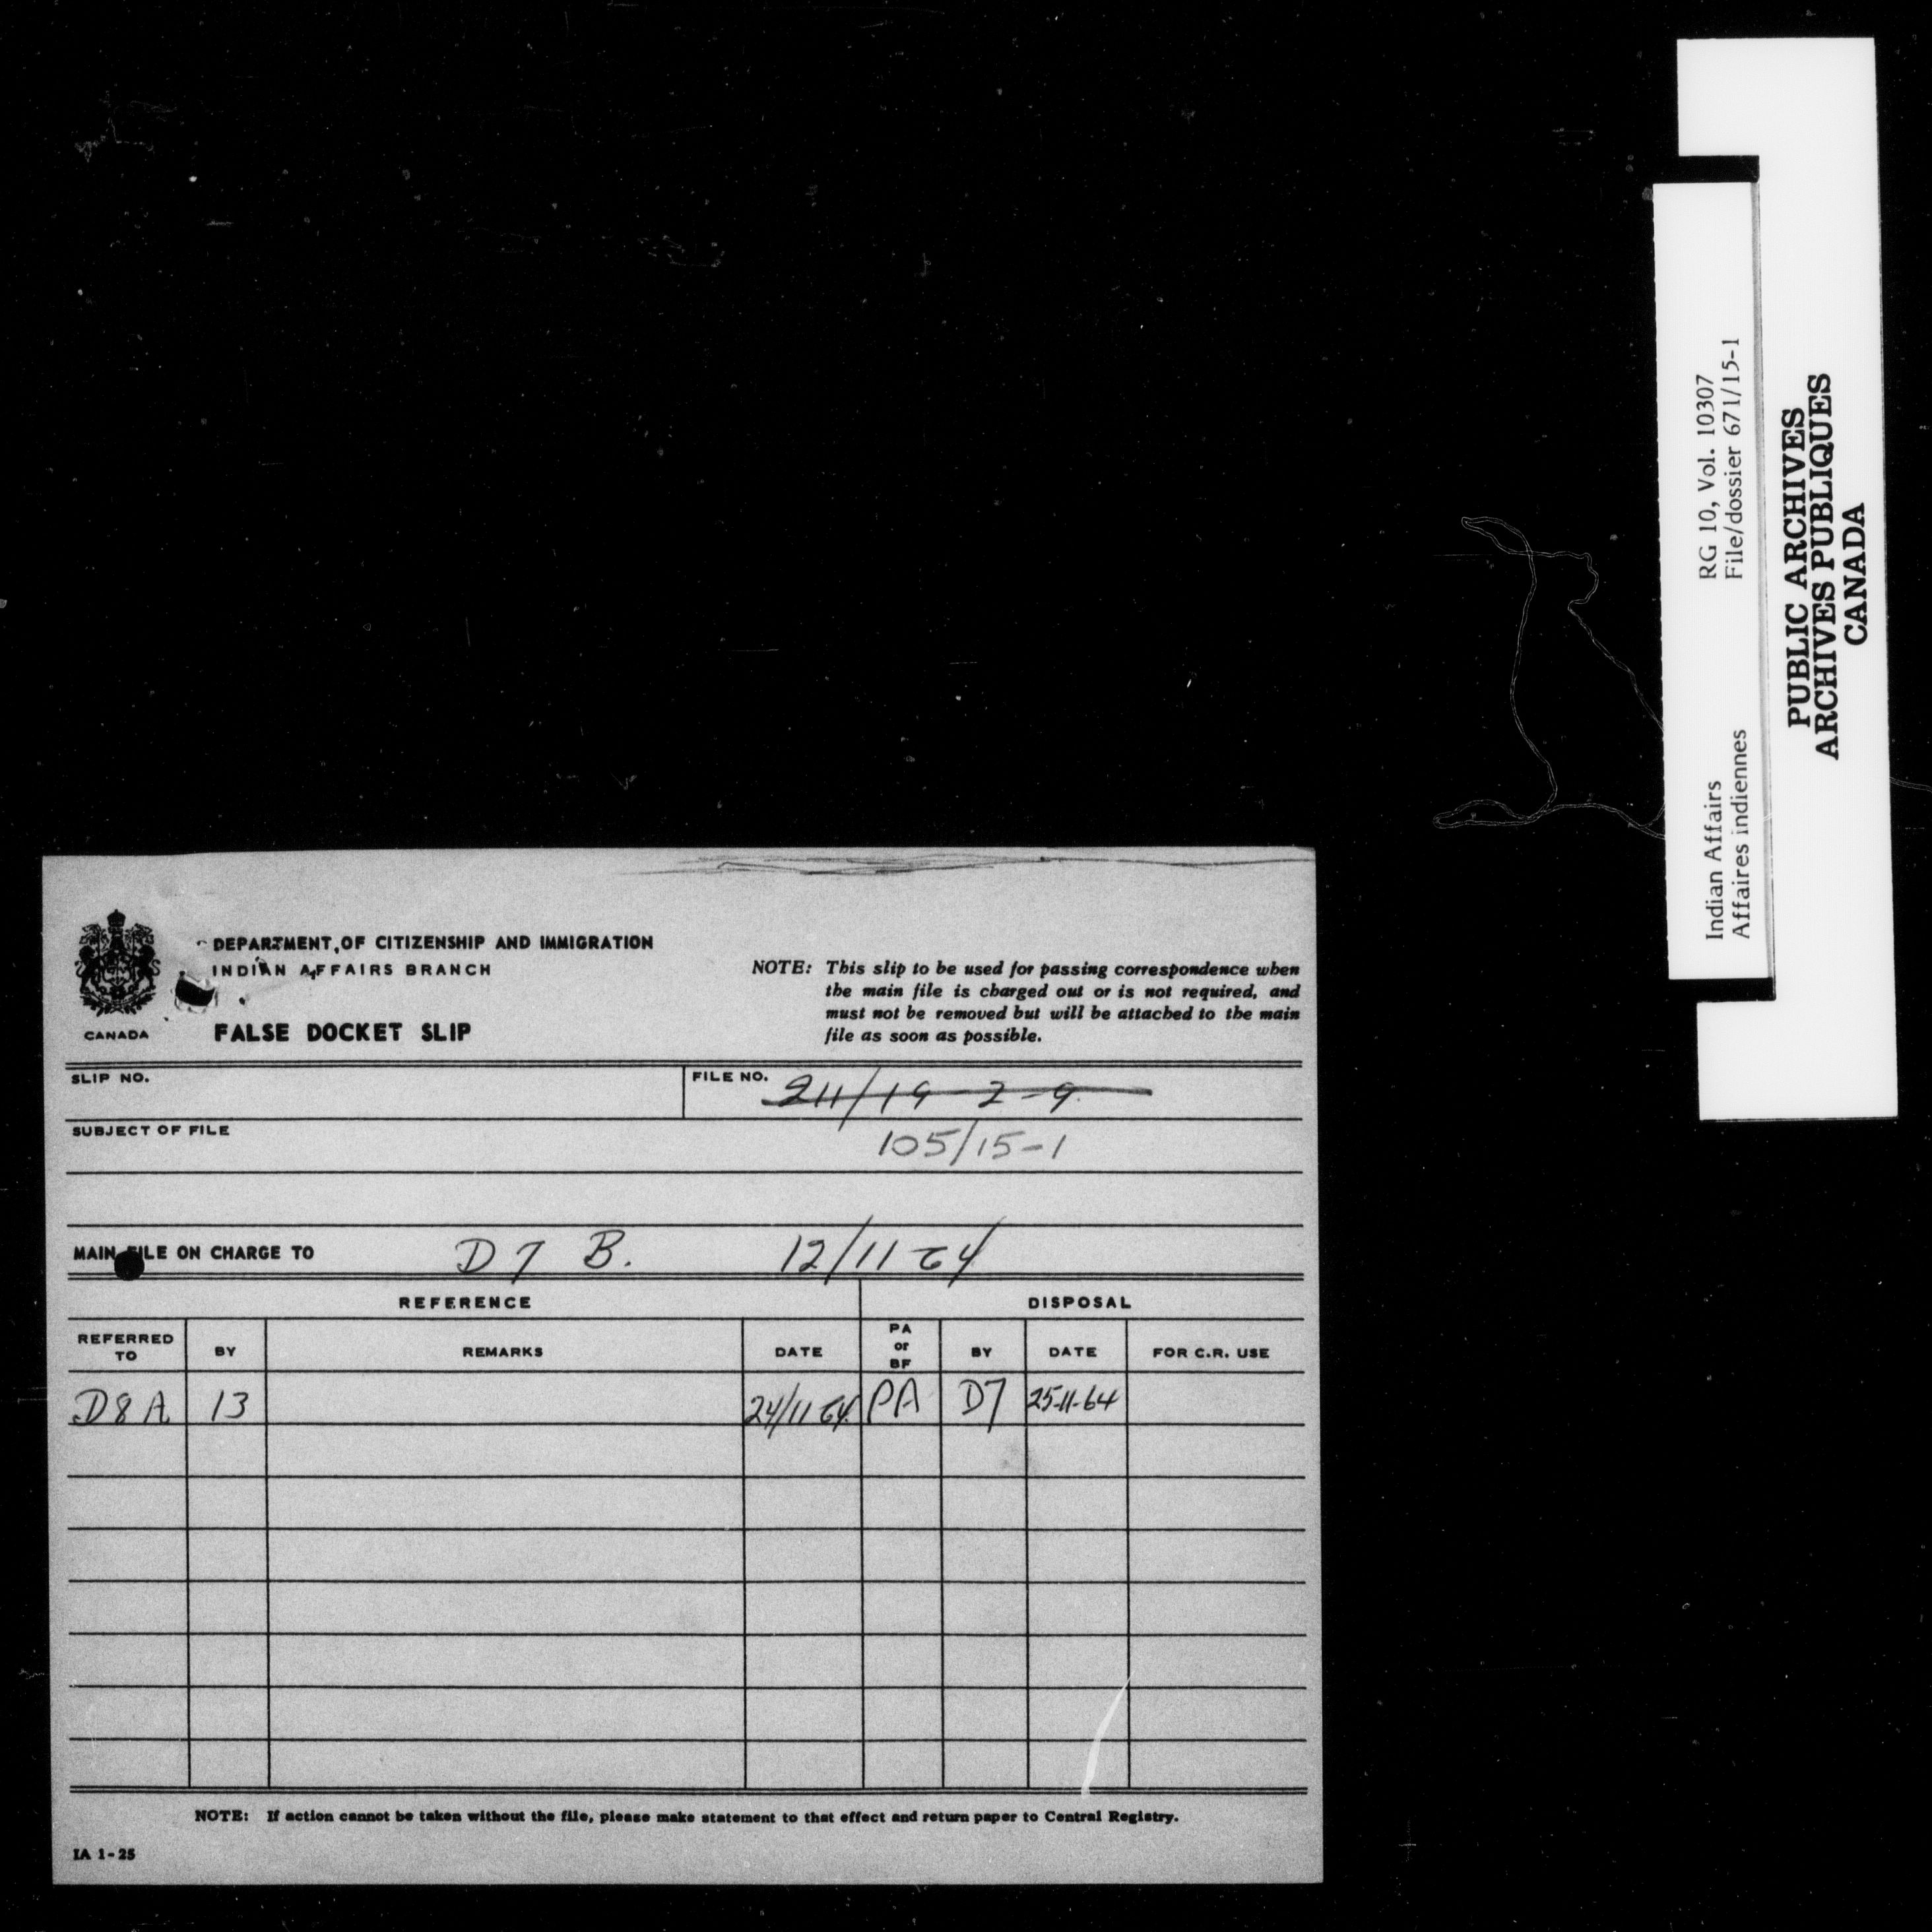 DEPARTMENT OF CITIZENSHIP AND IMMIGRATION
INDIAN AFFAIRS BRANCH
CANADA
FALSE DOCKET SLIP
NOTE: This slip to be used for passing correspondence when
the main file is charged out or is not required, and
must not be removed but will be attached to the main
file as soon as possible.
SLIP NO.
FILE NO. 211/19-2-9
SUBJECT OF FILE
105/15-1
MAIN FILE ON CHARGE TO D7 B. 12/11 64
REFERENCE DISPOSAL
REFERRED TO BY REMARKS DATE PA or BF BY DATE FOR C.R. USE
D8A 13 24/11 64 PA D7 25-11-64
NOTE: If action cannot be taken without the file, please make statement to that effect and return paper to Central Registry.
IA 1-25
Indian Affairs RG 10, Vol. 10307
Affaires indiennes File/dossier 671/15-1
PUBLIC ARCHIVES
ARCHIVES PUBLIQUES
CANADA